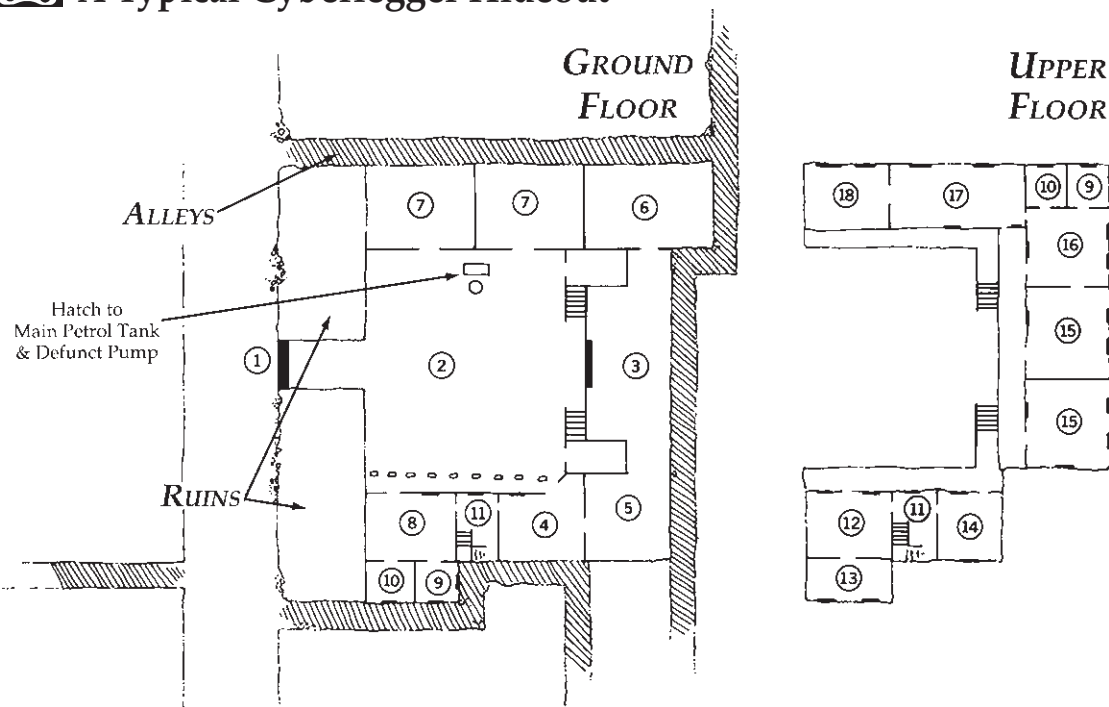 A Typical Cyberlegger Hideout
GROUND
FLOOR
UPPER
FLOOR
ALLEYS
Hatch to
Main Petrol Tank
& Defunct Pump
RUINS
7
7
6
1
2
3
8
11
4
5
10
9
18
17
10
9
16
15
15
12
11
14
13